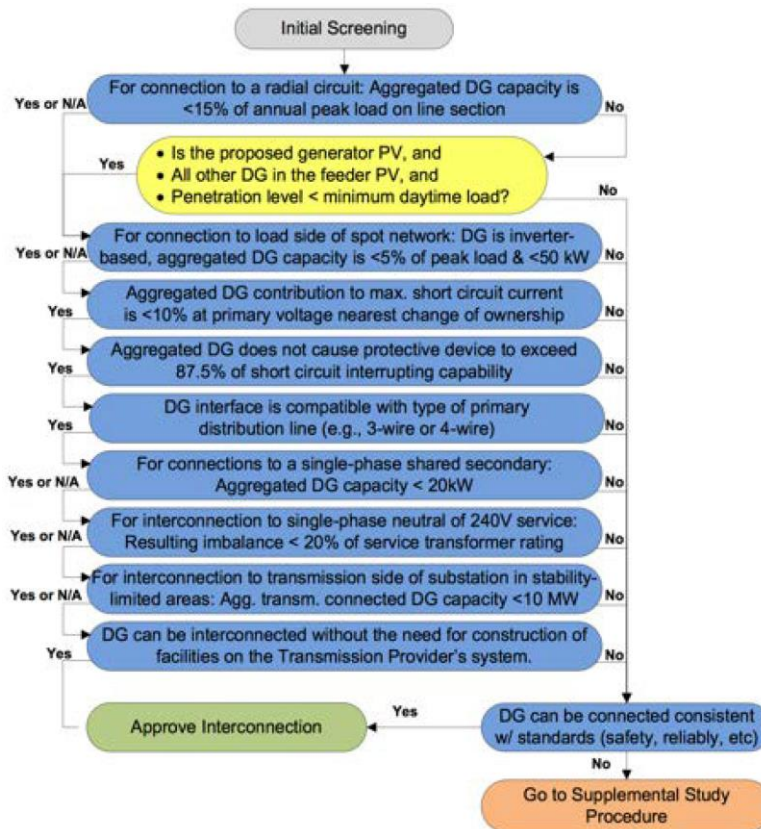 Initial Screening
For connection to a radial circuit: Aggregated DG capacity is
<15% of annual peak load on line section
Yes or N/A
No
• Is the proposed generator PV, and
• All other DG in the feeder PV, and
• Penetration level < minimum daytime load?
Yes
No
For connection to load side of spot network: DG is inverter-
based, aggregated DG capacity is <5% of peak load & <50 kW
Yes or N/A
No
Aggregated DG contribution to max. short circuit current
is <10% at primary voltage nearest change of ownership
Yes
No
Aggregated DG does not cause protective device to exceed
87.5% of short circuit interrupting capability
Yes
No
DG interface is compatible with type of primary
distribution line (e.g., 3-wire or 4-wire)
Yes
No
For connections to a single-phase shared secondary:
Aggregated DG capacity < 20kW
Yes or N/A
No
For interconnection to single-phase neutral of 240V service:
Resulting imbalance < 20% of service transformer rating
Yes or N/A
No
For interconnection to transmission side of substation in stability-
limited areas: Agg. transm. connected DG capacity <10 MW
Yes or N/A
No
DG can be interconnected without the need for construction of
facilities on the Transmission Provider's system.
Yes
No
Approve Interconnection
Yes
DG can be connected consistent
w/ standards (safety, reliably, etc)
No
Go to Supplemental Study
Procedure